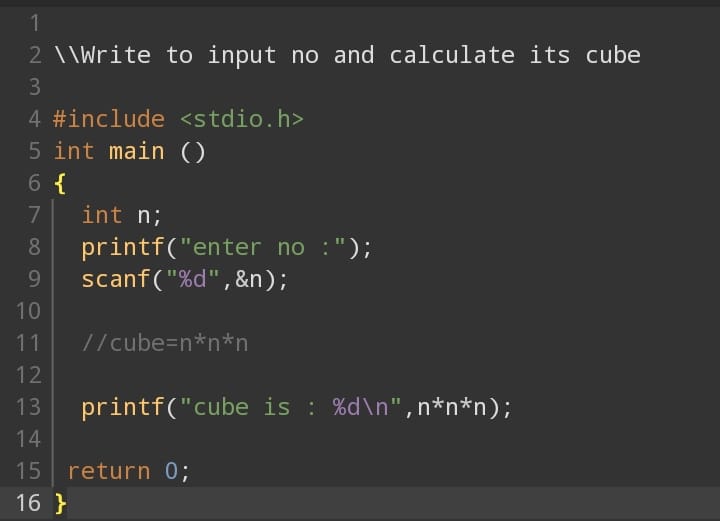 1
2 \\Write to input no and calculate its cube
3
4 #include <stdio.h>
5 int main ()
6 {
7 int n;
8 printf("enter no :");
9 scanf("%d",&n);
10
11 //cube=n*n*n
12
13 printf("cube is : %d\n",n*n*n);
14
15 return 0;
16 }